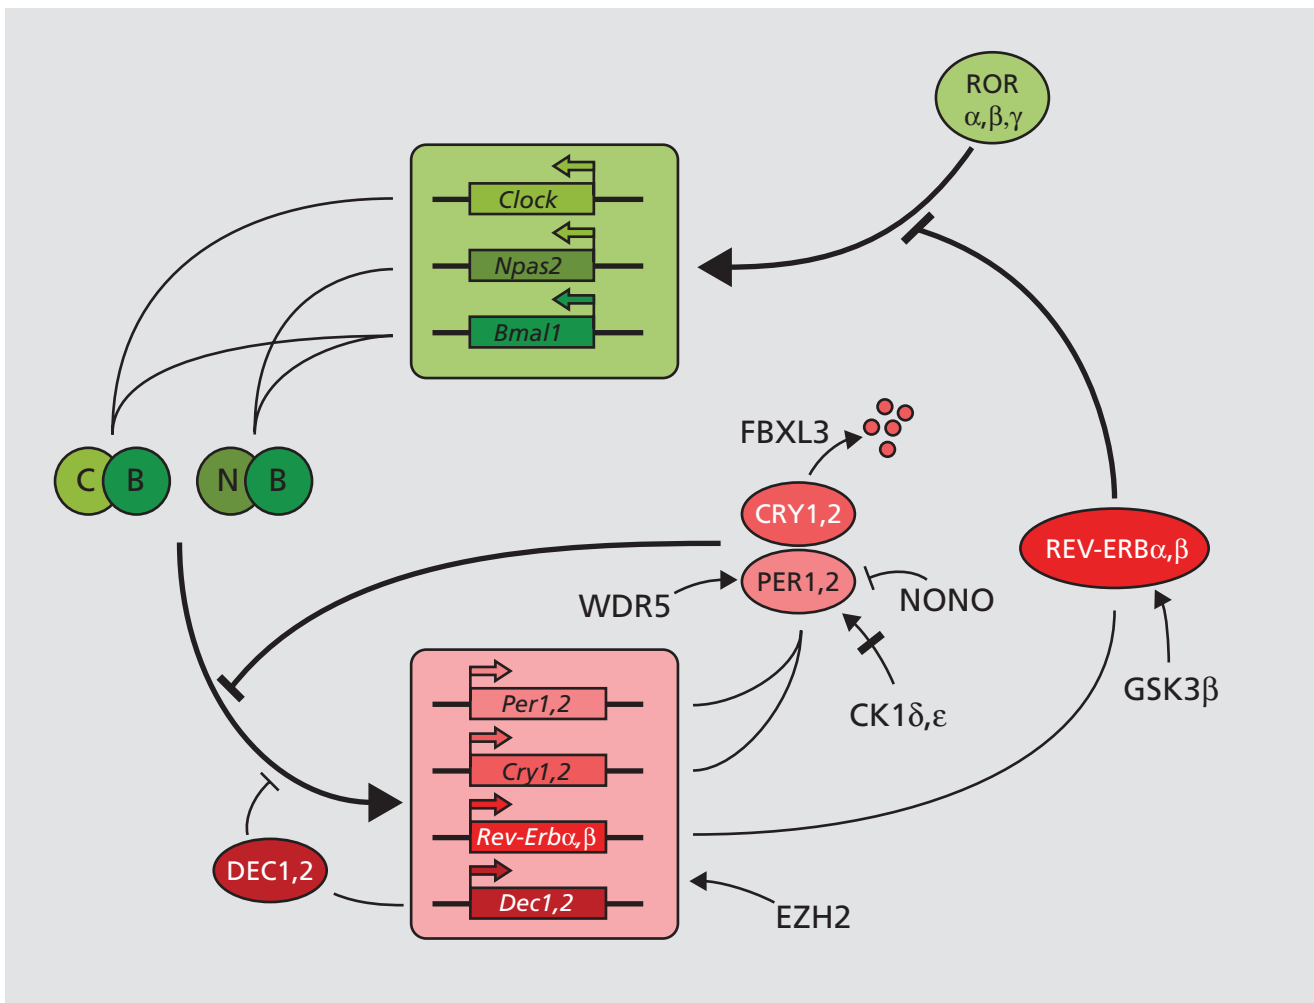 ROR
α,β,γ
Clock
Npas2
Bmal1
FBXL3
C
B
N
B
CRY1,2
REV-ERBα,β
PER1,2
WDR5
NONO
GSK3β
CK1δ,ε
Per1,2
Cry1,2
Rev-Erbα,β
DEC1,2
Dec1,2
EZH2